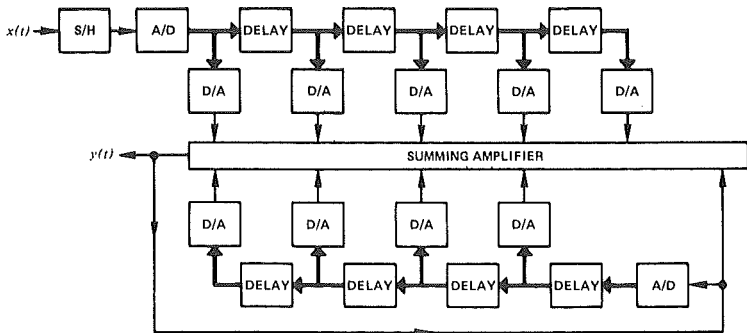 x(t) S/H A/D DELAY DELAY DELAY DELAY
D/A D/A D/A D/A D/A
y(t) SUMMING AMPLIFIER
D/A D/A D/A D/A
DELAY DELAY DELAY DELAY A/D